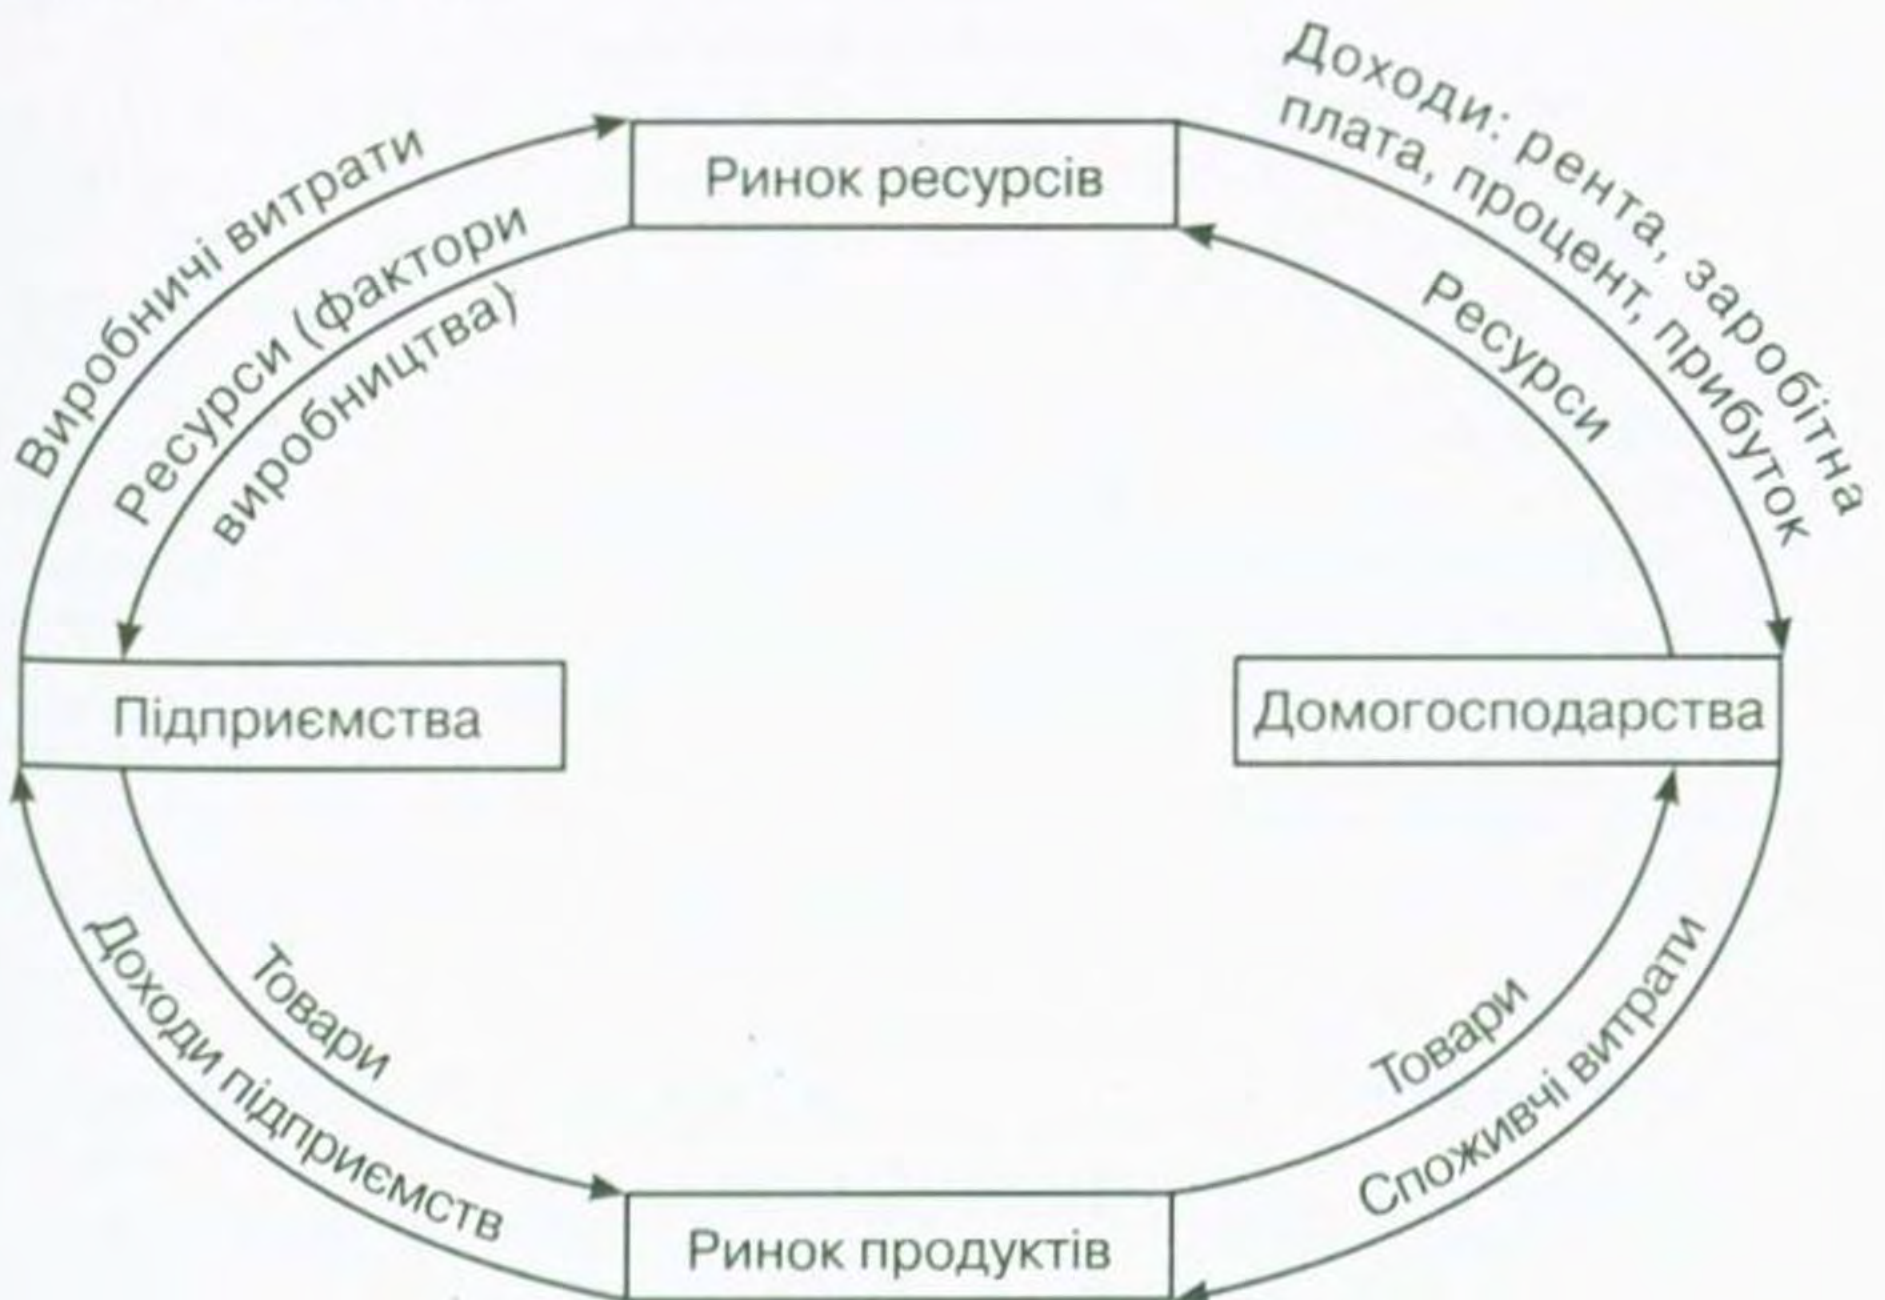 Доходи: рента, заробітна
плата, процент, прибуток
Виробничі витрати
Ринок ресурсів
Ресурси (фактори
виробництва)
Ресурси
Підприємства
Домогосподарства
Товари
Доходи підприємств
Товари
Споживчі витрати
Ринок продуктів